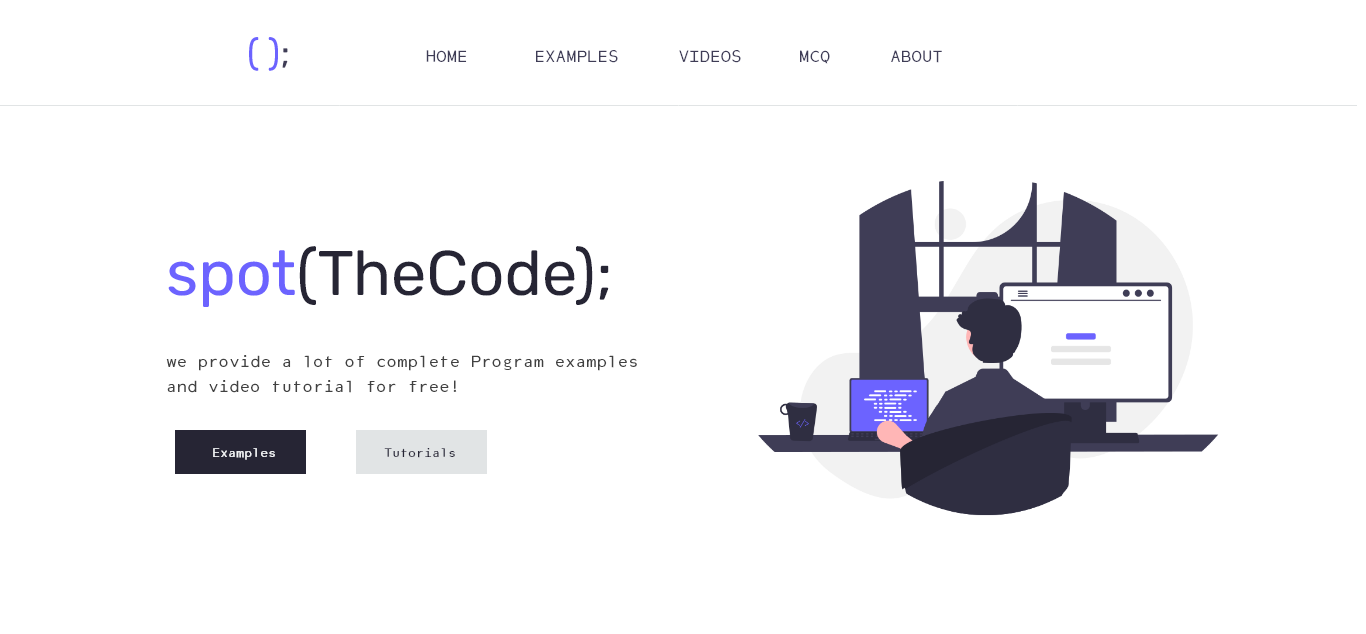 ( ); HOME EXAMPLES VIDEOS MCQ ABOUT
spot(TheCode);
we provide a lot of complete Program examples
and video tutorial for free!
Examples Tutorials
</>